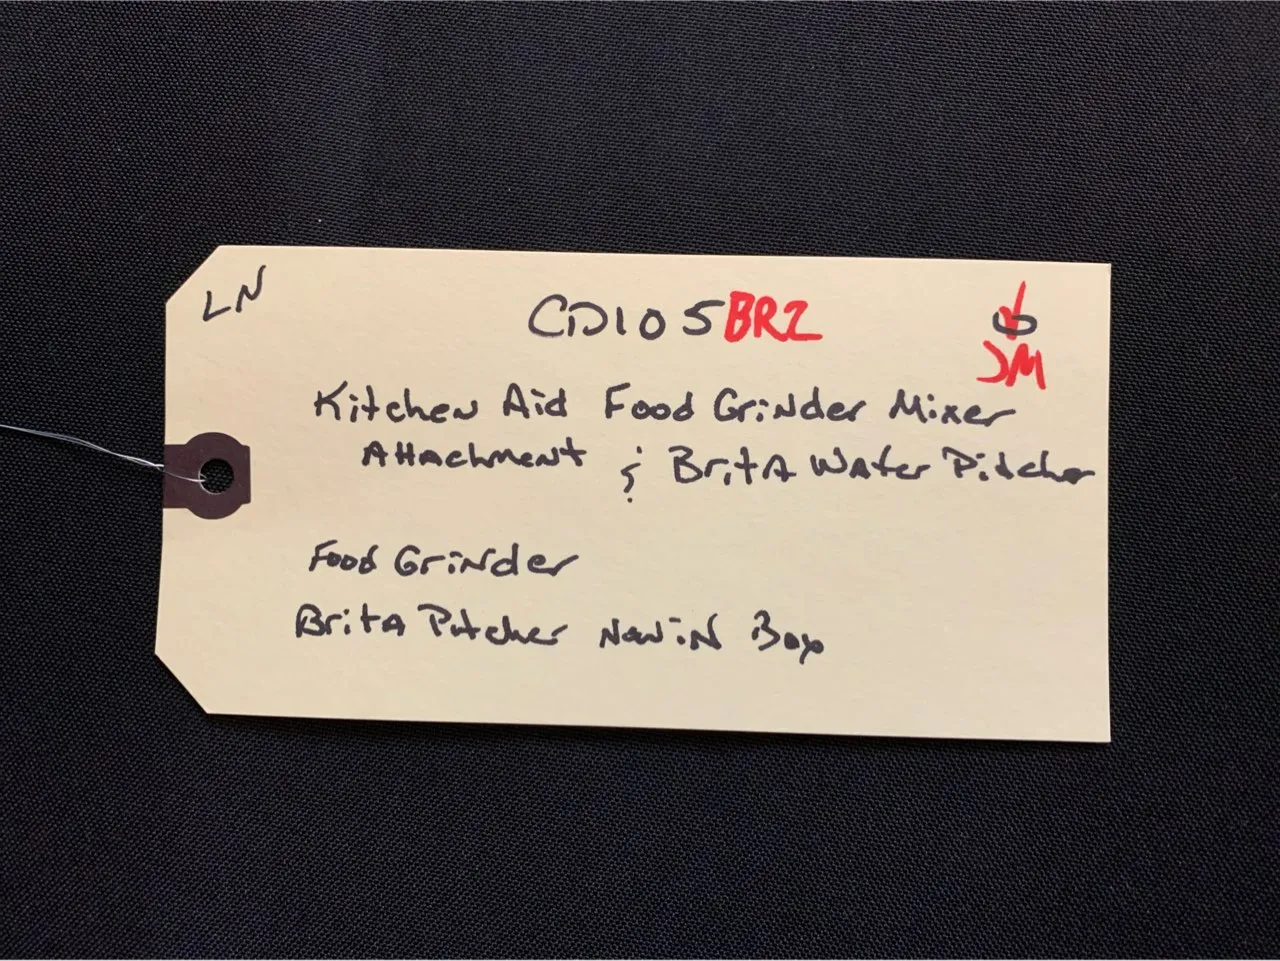 LN
CD105BR2
JM
Kitchen Aid Food Grinder Mixer
Attachment & Brita Water Pitcher
Food Grinder
Brita Pitcher New in Box